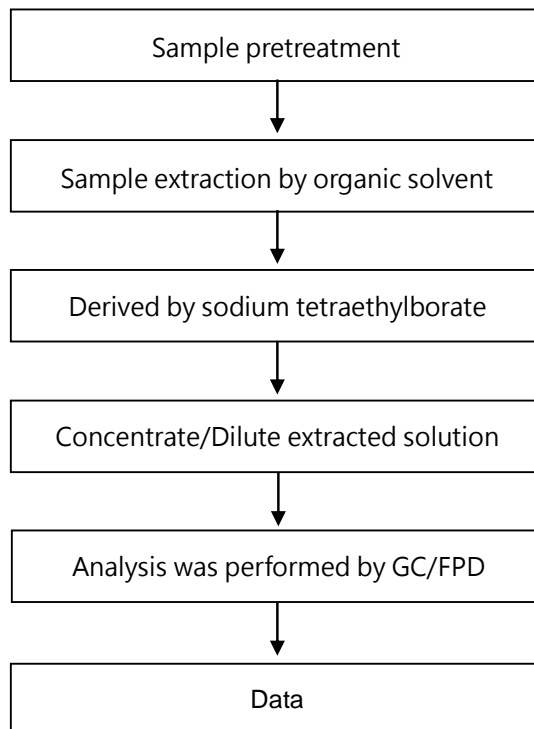 Sample pretreatment
Sample extraction by organic solvent
Derived by sodium tetraethylborate
Concentrate/Dilute extracted solution
Analysis was performed by GC/FPD
Data